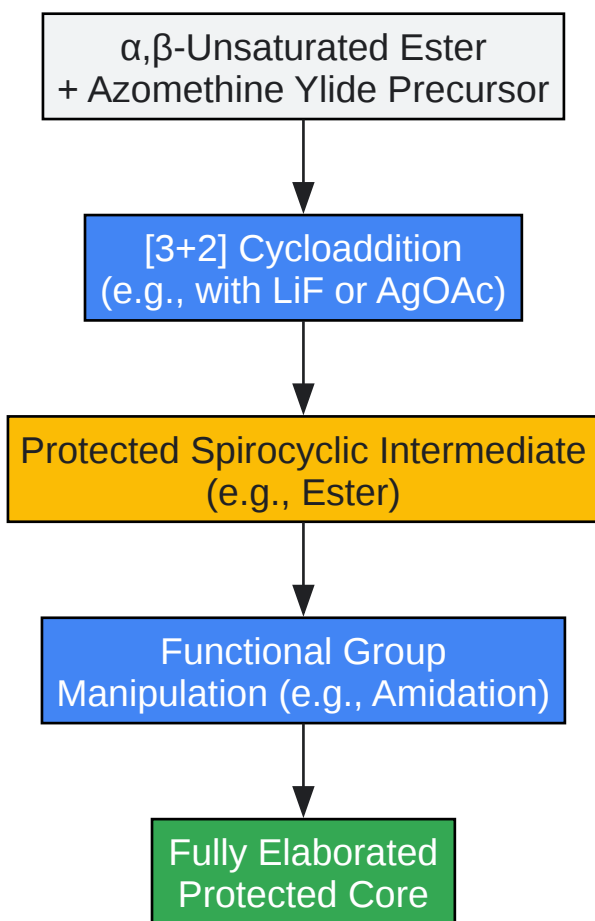 α,β-Unsaturated Ester
+ Azomethine Ylide Precursor
[3+2] Cycloaddition
(e.g., with LiF or AgOAc)
Protected Spirocyclic Intermediate
(e.g., Ester)
Functional Group
Manipulation (e.g., Amidation)
Fully Elaborated
Protected Core